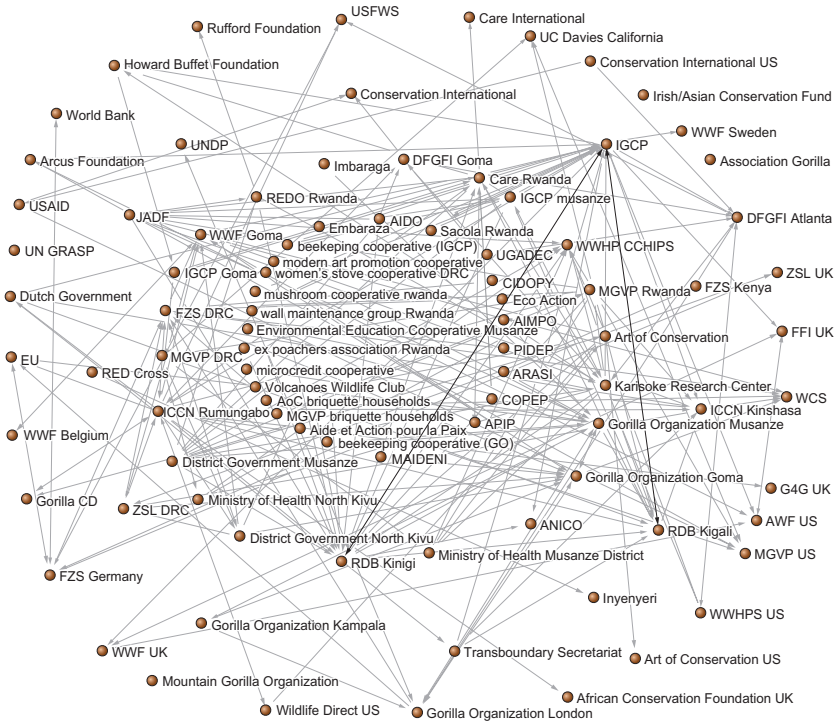 USFWS
Care International
Rufford Foundation
UC Davies California
Howard Buffet Foundation
Conservation International US
Conservation International
Irish/Asian Conservation Fund
World Bank
WWF Sweden
UNDP
IGCP
Arcus Foundation
Imbaraga
DFGFI Goma
Association Gorilla
Care Rwanda
REDO Rwanda
IGCP musanze
USAID
JADF
AIDO
DFGFI Atlanta
Embaraza
Sacola Rwanda
WWF Goma
beekeping cooperative (IGCP)
WWHP CCHIPS
UN GRASP
UGADEC
modern art promotion cooperative
IGCP Goma
women's stove cooperative DRC
ZSL UK
CIDOPY
FZS Kenya
MGVP Rwanda
mushroom cooperative rwanda
Dutch Government
Eco Action
FZS DRC
wall maintenance group Rwanda
AIMPO
Environmental Education Cooperative Musanze
FFI UK
Art of Conservation
ex poachers association Rwanda
PIDEP
MGVP DRC
EU
RED Cross
microcredit cooperative
ARASI
Volcanoes Wildlife Club
Karisoke Research Center
WCS
AoC briquette households
COPEP
ICCN Rumungabo
MGVP briquette households
ICCN Kinshasa
APIP
Gorilla Organization Musanze
Aide et Action pour la Paix
WWF Belgium
beekeeping cooperative (GO)
MAIDENI
District Government Musanze
Gorilla Organization Goma
G4G UK
Gorilla CD
Ministry of Health North Kivu
ZSL DRC
AWF US
ANICO
RDB Kigali
District Government North Kivu
Ministry of Health Musanze District
MGVP US
RDB Kinigi
FZS Germany
Inyenyeri
WWHPS US
Gorilla Organization Kampala
WWF UK
Transboundary Secretariat
Art of Conservation US
Mountain Gorilla Organization
African Conservation Foundation UK
Wildlife Direct US
Gorilla Organization London